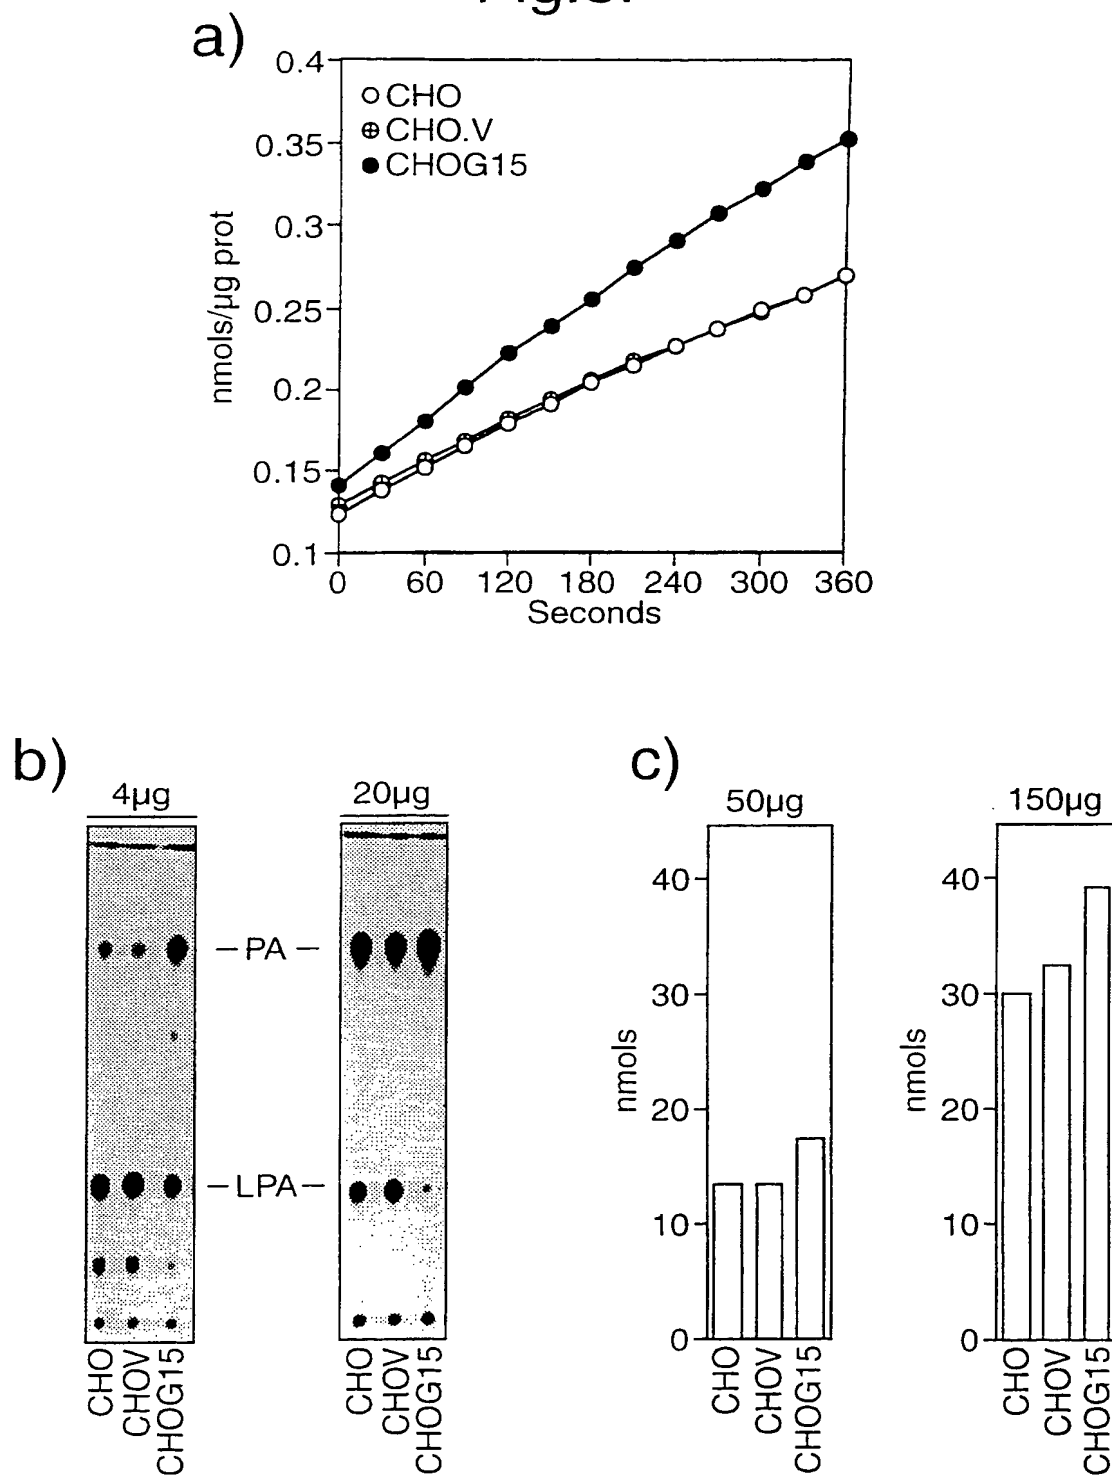 a)
0.4
0.35
0.3
0.25
0.2
0.15
0.1
nmols/µg prot
CHO
CHO.V
CHOG15
0 60 120 180 240 300 360
Seconds
b)
4µg
20µg
–PA–
–LPA–
CHO CHOV CHOG15
CHO CHOV CHOG15
c)
50µg
40
30
20
10
0
nmols
CHO CHOV CHOG15
150µg
40
30
20
10
0
nmols
CHO CHOV CHOG15